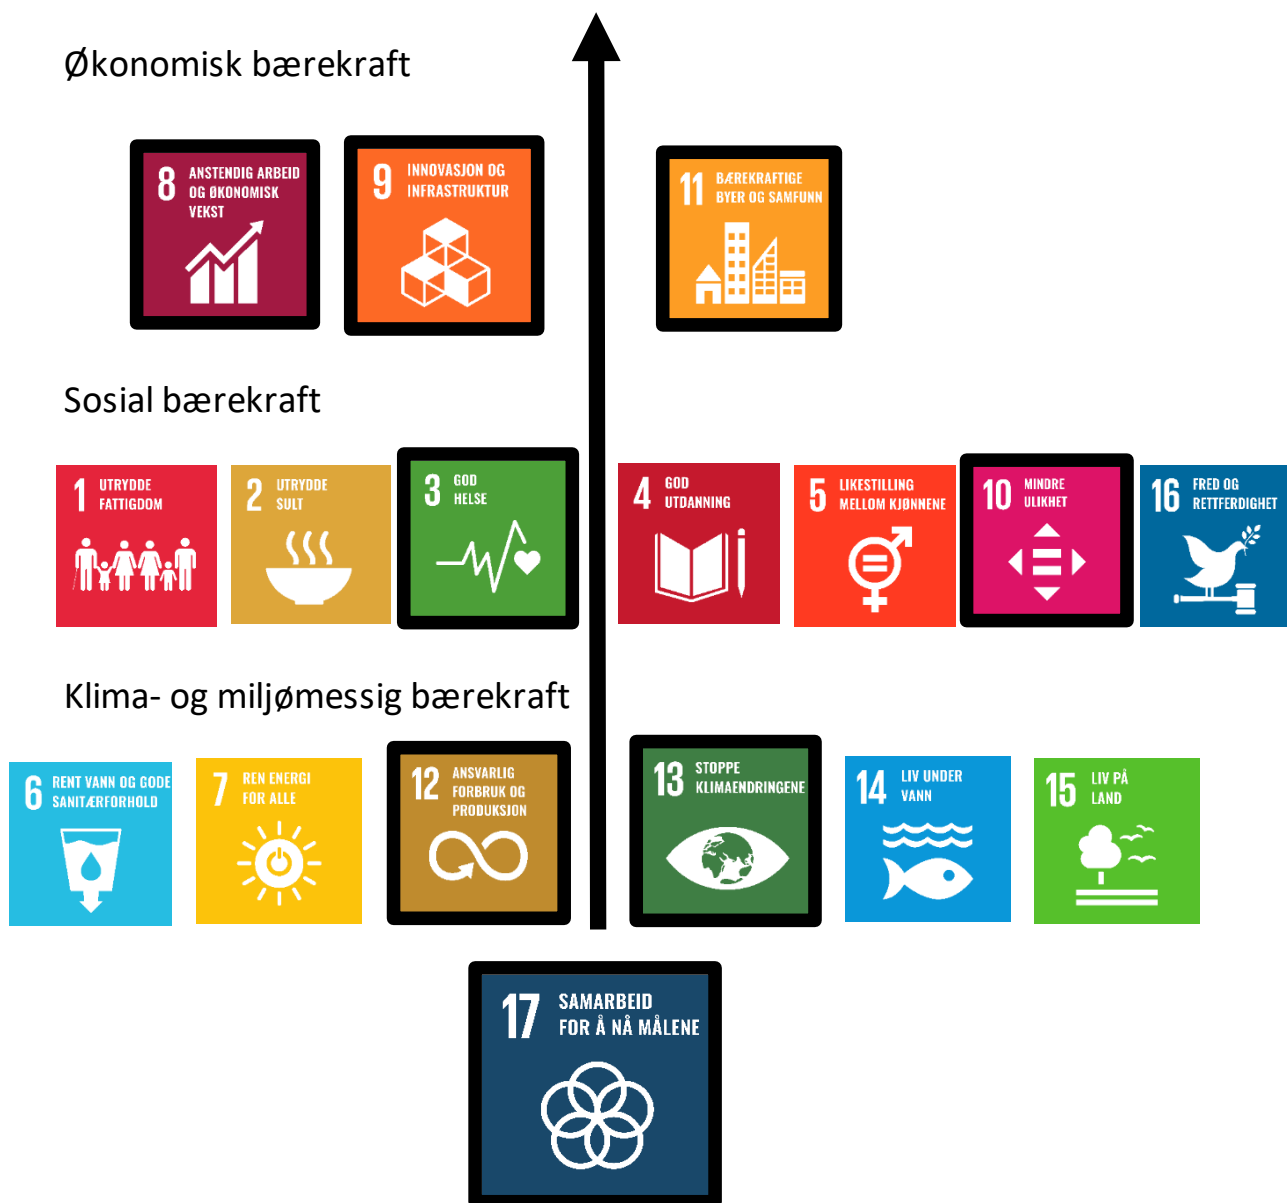 Økonomisk bærekraft
8 ANSTENDIG ARBEID
OG ØKONOMISK
VEKST
9 INNOVASJON OG
INFRASTRUKTUR
11 BÆREKRAFTIGE
BYER OG SAMFUNN
Sosial bærekraft
1 UTRYDDE
FATTIGDOM
2 UTRYDDE
SULT
3 GOD
HELSE
4 GOD
UTDANNING
5 LIKESTILLING
MELLOM KJØNNENE
10 MINDRE
ULIKHET
16 FRED OG
RETTFERDIGHET
Klima- og miljømessig bærekraft
6 RENT VANN OG GODE
SANITÆRFORHOLD
7 REN ENERGI
FOR ALLE
12 ANSVARLIG
FORBRUK OG
PRODUKSJON
13 STOPPE
KLIMAENDRINGENE
14 LIV UNDER
VANN
15 LIV PÅ
LAND
17 SAMARBEID
FOR Å NÅ MÅLENE